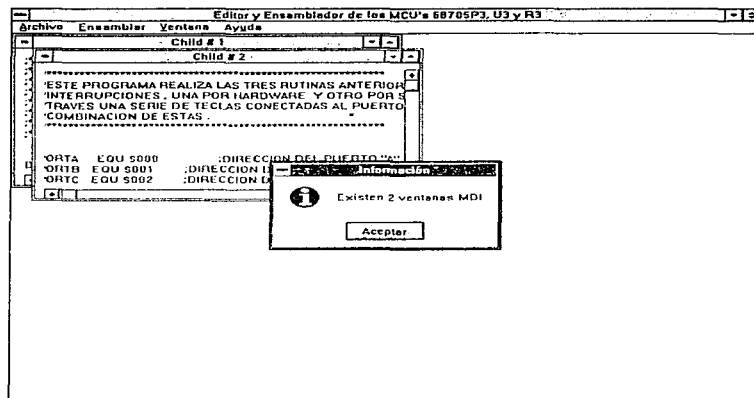 Editor y Ensamblador de los MCU's 68705P3, U3 y R3
Archivo Ensamblar Ventana Ayuda
Child # 1
Child # 2
*ESTE PROGRAMA REALIZA LAS TRES RUTINAS ANTERIOR
*INTERRUPCIONES , UNA POR HARDWARE Y OTRO POR S
*TRAVES UNA SERIE DE TECLAS CONECTADAS AL PUERTO
*COMBINACION DE ESTAS .
*ORTA EQU $000 ;DIRECCION DEL PUERTO "A"
*ORTB EQU $001 ;DIRECCION D
*ORTC EQU $002 ;DIRECCION D
Información
Existen 2 ventanas MDI
Aceptar